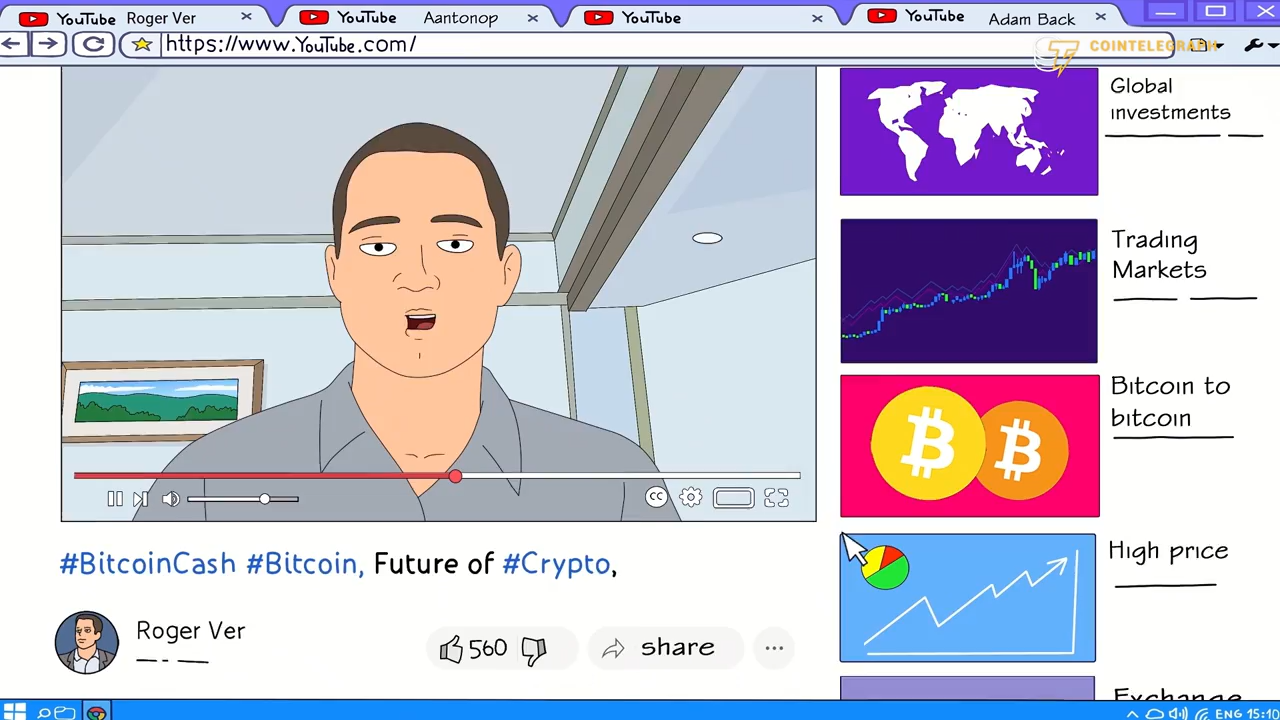 YouTube Roger Ver
YouTube Aantonop
YouTube
YouTube Adam Back
https://www.YouTube.com/
COINTELEGRAPH
Global
investments
Trading
Markets
Bitcoin to
bitcoin
High price
Exchange
CC
#BitcoinCash #Bitcoin, Future of #Crypto,
Roger Ver
560
share
ENG 15:10